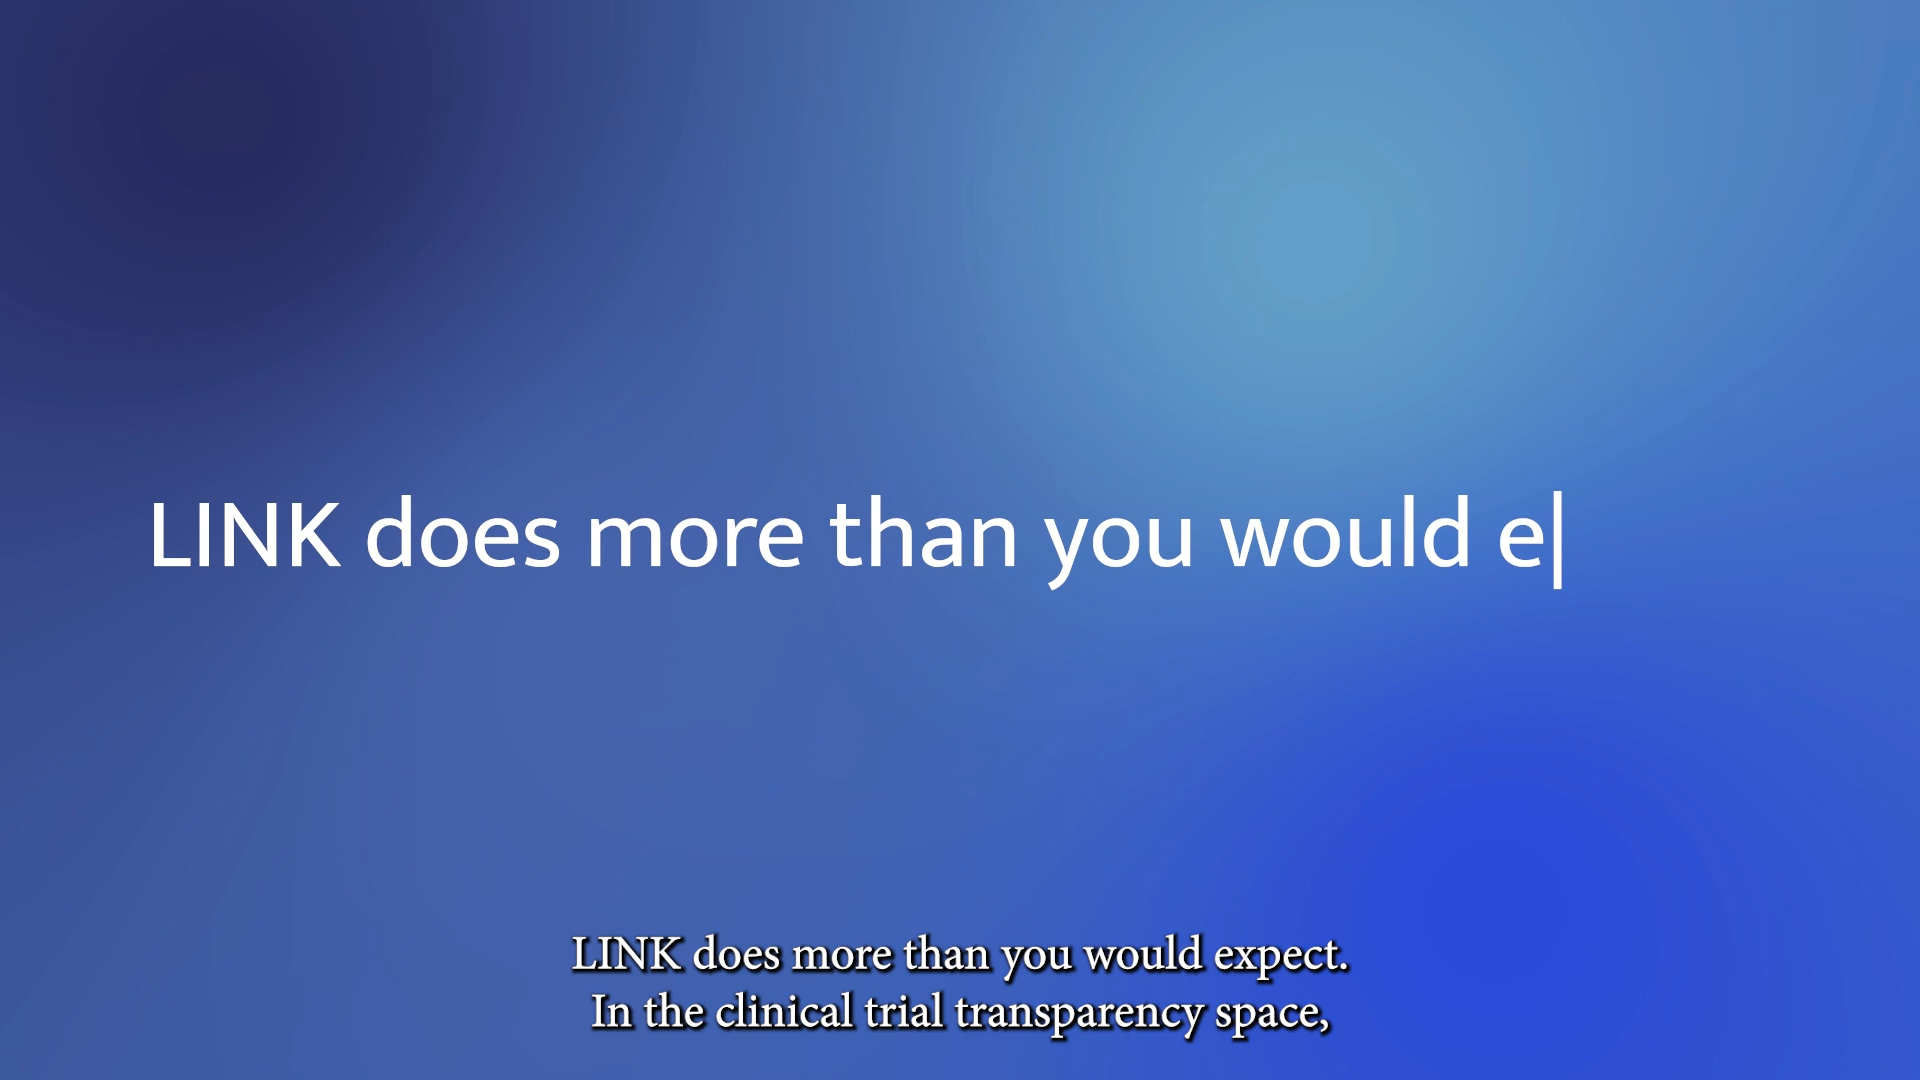 LINK does more than you would e|
LINK does more than you would expect.
In the clinical trial transparency space,